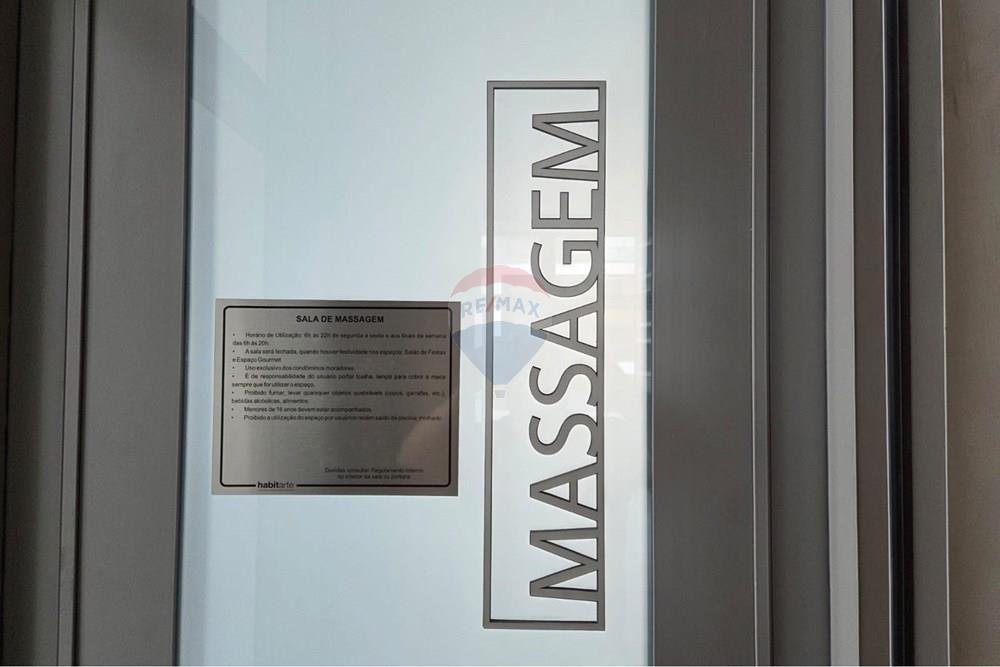 SALA DE MASSAGEM
• Horário de Utilização: 6h às 22h de segunda a sexta e aos finais de semana
das 6h às 20h.
• A sala será fechada, quando houver festividade nos espaços: Salão de Festas
e Espaço Gourmet
• Uso exclusivo dos condôminos moradores.
• É de responsabilidade do usuário portar toalha, lençol para cobrir a maca
sempre que for utilizar o espaço.
• Proibido fumar, levar quaisquer objetos quebráveis (copos, garrafas, etc.),
bebidas alcoólicas, alimentos.
• Menores de 16 anos devem estar acompanhados.
• Proibido a utilização do espaço por usuários recém saído da piscina, molhado.
Dúvidas consultar Regulamento Interno
no interior da sala ou portaria
habitarte
MASSAGEM
RE/MAX